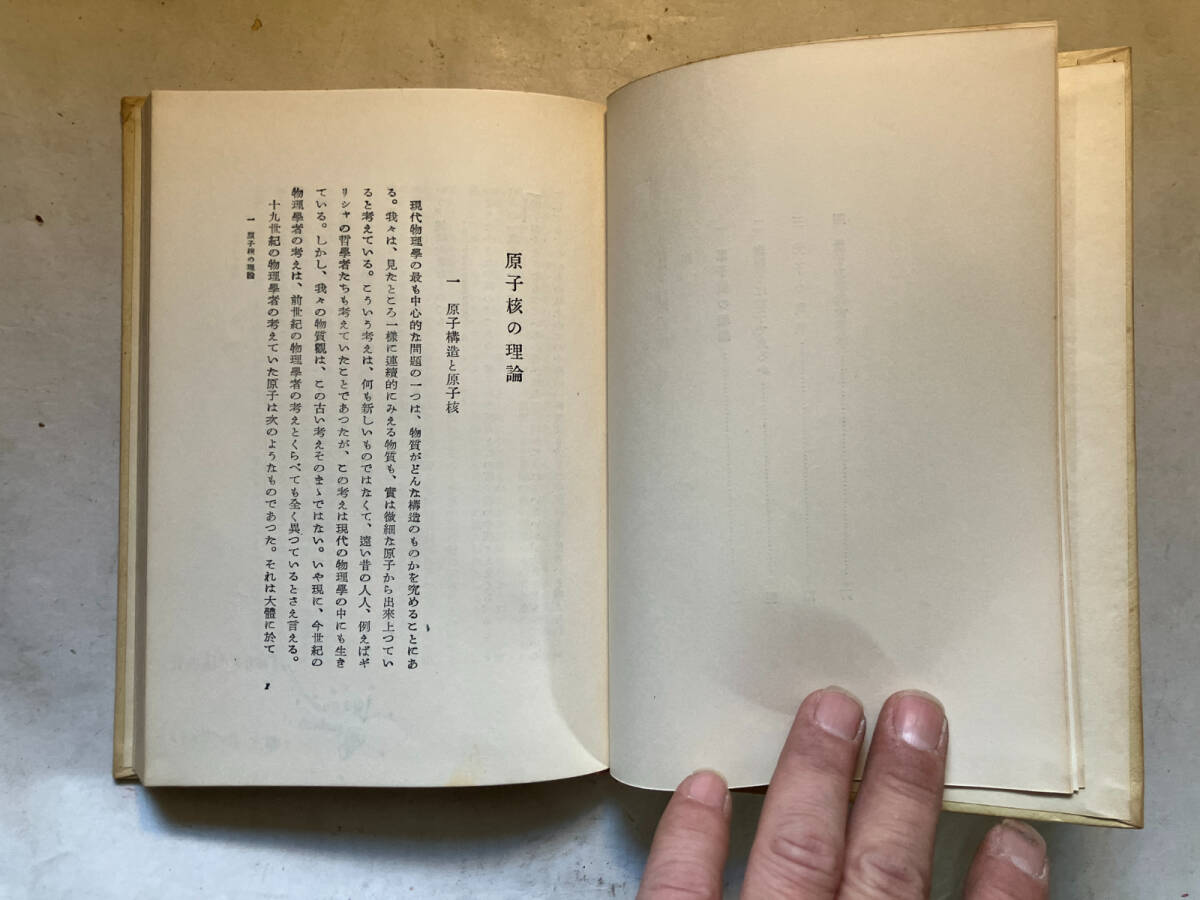 原子核の理論
一 原子構造と原子核
現代物理學の最も中心的な問題の一つは、物質がどんな構造のものかを究めることにあ
る。我々は、見たところ一樣に連續的にみえる物質も、實は微細な原子から出來上つてい
ると考えている。こういう考えは、何も新しいものではなくて、遠い昔の人人、例えばギ
リシャの哲學者たちも考えていたことであつたが、この考えは現代の物理學の中にも生き
ている。しかし、我々の物質觀は、この古い考えそのまゝではない。いや現に、今世紀の
物理學者の考えは、前世紀の物理學者の考えとくらべても全く異つているとさえ言える。
十九世紀の物理學者の考えていた原子は次のようなものであつた。それは大體に於て
一 原子核の理論
1